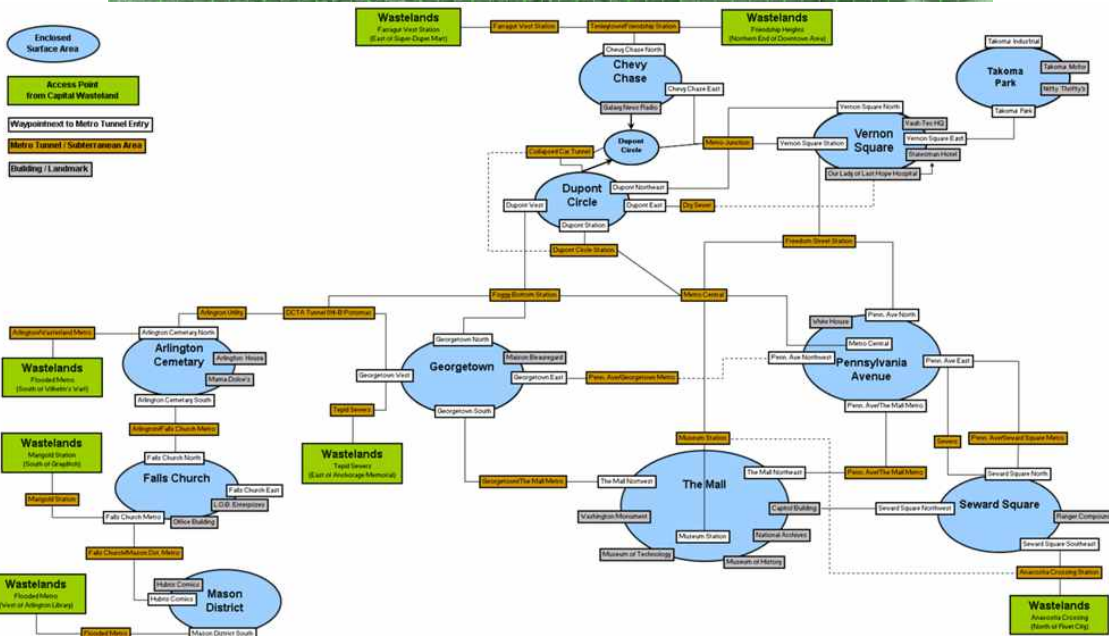 Enclosed
Surface Area
Access Point
from Capital Wasteland
Waypoint next to Metro Tunnel Entry
Metro Tunnel / Subterranean Area
Building / Landmark
Wastelands
Farragut West Station
(East of Super-Duper Mart)
Farragut West Station
Tenleytown/Friendship Station
Wastelands
Friendship Heights
(Northern End of Downtown Area)
Chevy Chase North
Chevy
Chase
Chevy Chase East
Galaxy News Radio
Dupont
Circle
Collapsed Car Tunnel
Metro Junction
Takoma Industrial
Takoma
Park
Takoma Motor
Nifty Thrifty's
Takoma Park
Vernon Square North
Vault-Tec HQ
Vernon
Square
Vernon Square East
Vernon Square Station
Statesman Hotel
Our Lady of Last Hope Hospital
Dupont
Circle
Dupont Northeast
Dupont West
Dupont East
Dry Sewer
Dupont Station
Dupont Circle Station
Freedom Street Station
Foggy Bottom Station
Metro Central
Arlington Utility
DCTA Tunnel 014-B Potomac
Arlington/Wasteland Metro
Arlington Cemetary North
Arlington
Cemetary
Arlington House
Mama Dolce's
Arlington Cemetary South
Wastelands
Flooded Metro
(South of Wilhelm's Warf)
Georgetown North
Maison Beauregard
Georgetown
Georgetown West
Georgetown East
Georgetown South
Penn. Ave/Georgetown Metro
White House
Penn. Ave North
Metro Central
Penn. Ave Northwest
Pennsylvania
Avenue
Penn. Ave East
Penn. Ave/The Mall Metro
Tepid Sewers
Wastelands
Tepid Sewers
(East of Anchorage Memorial)
Arlington/Falls Church Metro
Wastelands
Marigold Station
(South of Grayditch)
Marigold Station
Falls Church North
Falls Church
Falls Church East
L.O.B. Enterprises
Office Building
Falls Church Metro
Falls Church/Mason Dst. Metro
Museum Station
Sewers
Penn. Ave/Seward Square Metro
Georgetown/The Mall Metro
The Mall Northwest
The Mall
The Mall Northeast
Penn. Ave/The Mall Metro
Washington Monument
Capitol Building
Museum Station
National Archives
Museum of Technology
Museum of History
Seward Square North
Seward Square Northwest
Seward Square
Ranger Compound
Seward Square Southeast
Anacostia Crossing Station
Wastelands
Anacostia Crossing
(North of Rivet City)
Wastelands
Flooded Metro
(West of Arlington Library)
Hubris Comics
Hubris Comics
Mason
District
Flooded Metro
Mason District South